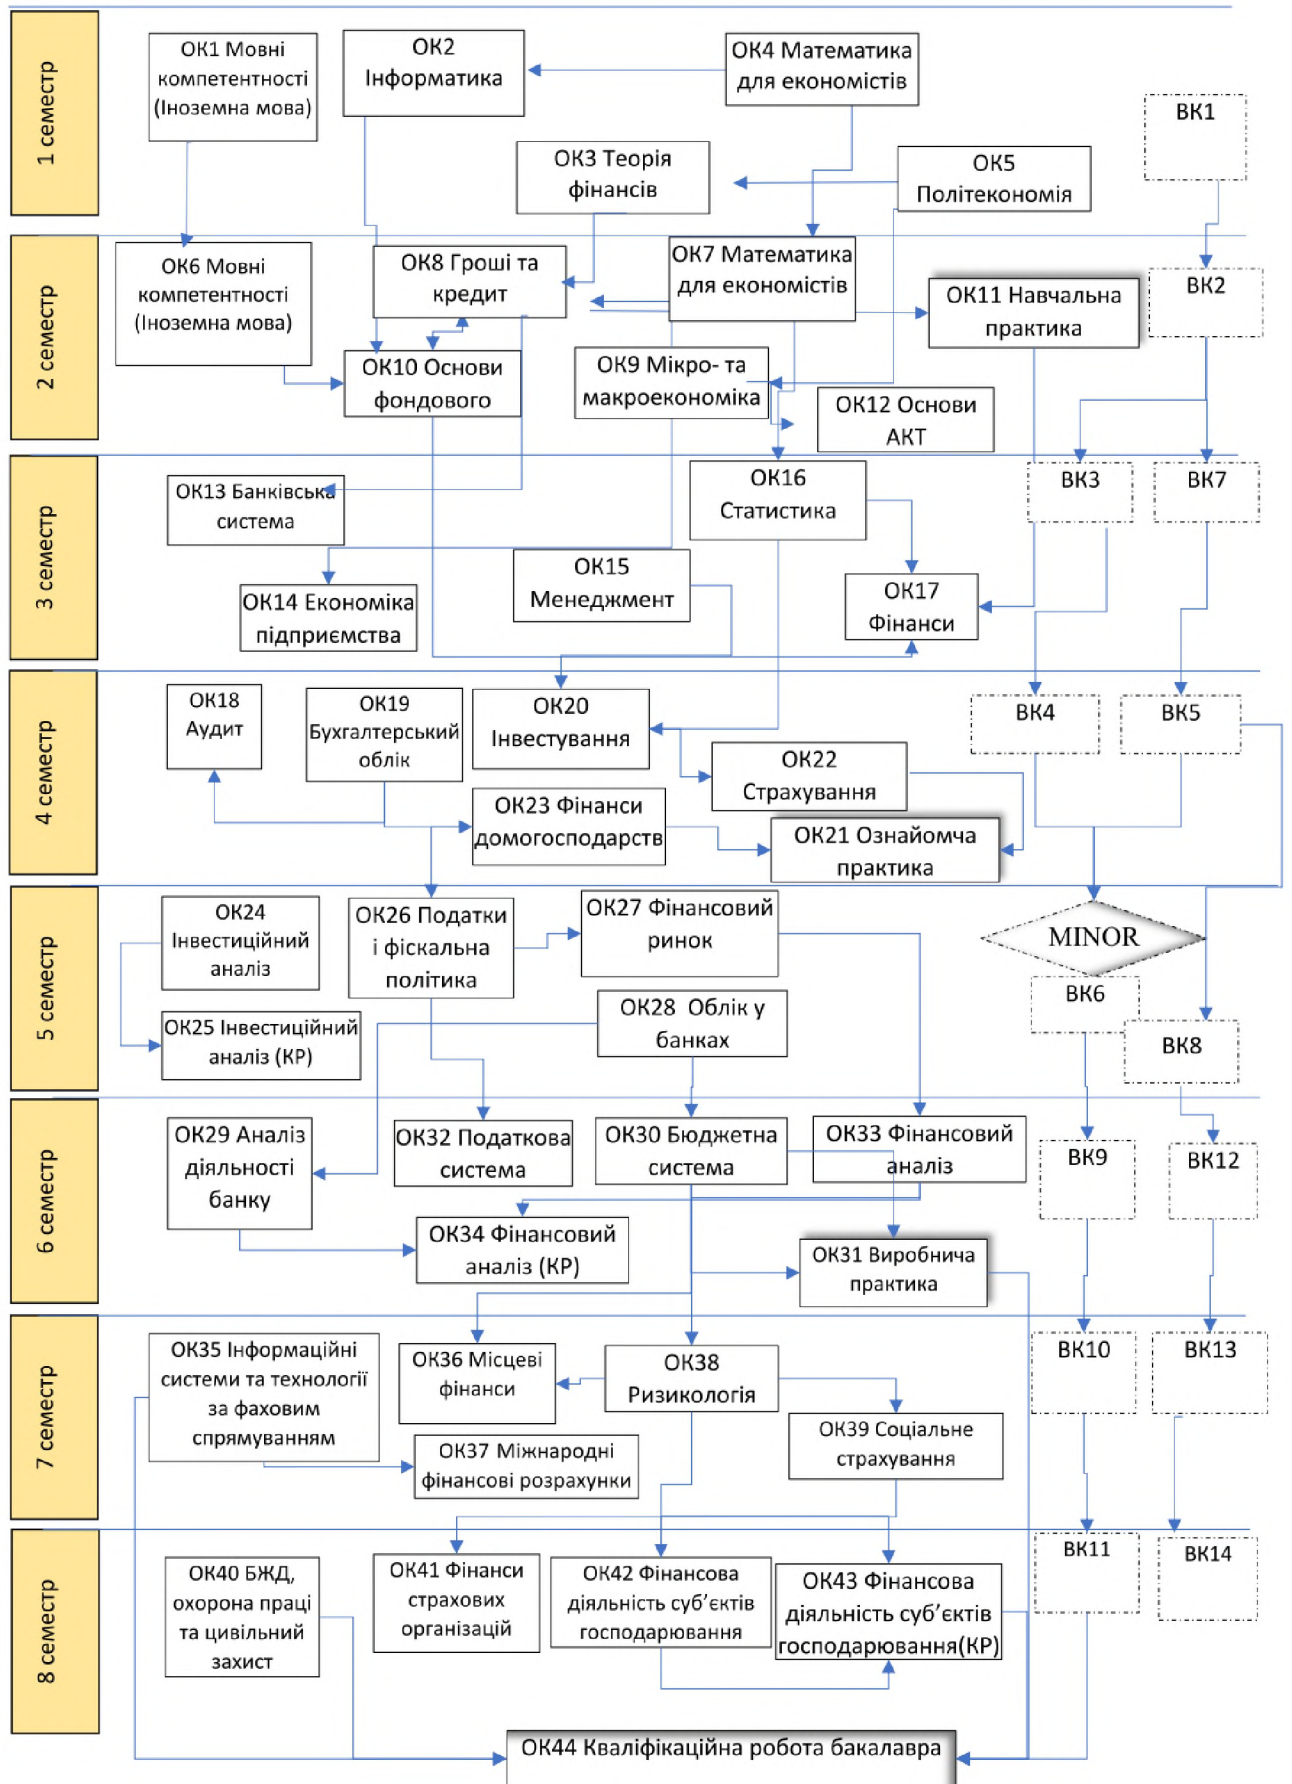 1 семестр
ОК1 Мовні
компетентності
(Іноземна мова)
ОК2
Інформатика
ОК4 Математика
для економістів
ВК1
ОК3 Теорія
фінансів
ОК5
Політекономія
2 семестр
ОК6 Мовні
компетентності
(Іноземна мова)
ОК8 Гроші та
кредит
ОК7 Математика
для економістів
ОК11 Навчальна
практика
ВК2
ОК10 Основи
фондового
ОК9 Мікро- та
макроекономіка
ОК12 Основи
АКТ
3 семестр
ОК13 Банківська
система
ОК16
Статистика
ВК3
ВК7
ОК14 Економіка
підприємства
ОК15
Менеджмент
ОК17
Фінанси
4 семестр
ОК18
Аудит
ОК19
Бухгалтерський
облік
ОК20
Інвестування
ВК4
ВК5
ОК22
Страхування
ОК23 Фінанси
домогосподарств
ОК21 Ознайомча
практика
5 семестр
ОК24
Інвестиційний
аналіз
ОК26 Податки
і фіскальна
політика
ОК27 Фінансовий
ринок
MINOR
ВК6
ОК25 Інвестиційний
аналіз (КР)
ОК28 Облік у
банках
ВК8
6 семестр
ОК29 Аналіз
діяльності
банку
ОК32 Податкова
система
ОК30 Бюджетна
система
ОК33 Фінансовий
аналіз
ВК9
ВК12
ОК34 Фінансовий
аналіз (КР)
ОК31 Виробнича
практика
7 семестр
ОК35 Інформаційні
системи та технології
за фаховим
спрямуванням
ОК36 Місцеві
фінанси
ОК38
Ризикологія
ВК10
ВК13
ОК37 Міжнародні
фінансові розрахунки
ОК39 Соціальне
страхування
8 семестр
ОК40 БЖД,
охорона праці
та цивільний
захист
ОК41 Фінанси
страхових
організацій
ОК42 Фінансова
діяльність суб’єктів
господарювання
ОК43 Фінансова
діяльність суб’єктів
господарювання(КР)
ВК11
ВК14
ОК44 Кваліфікаційна робота бакалавра